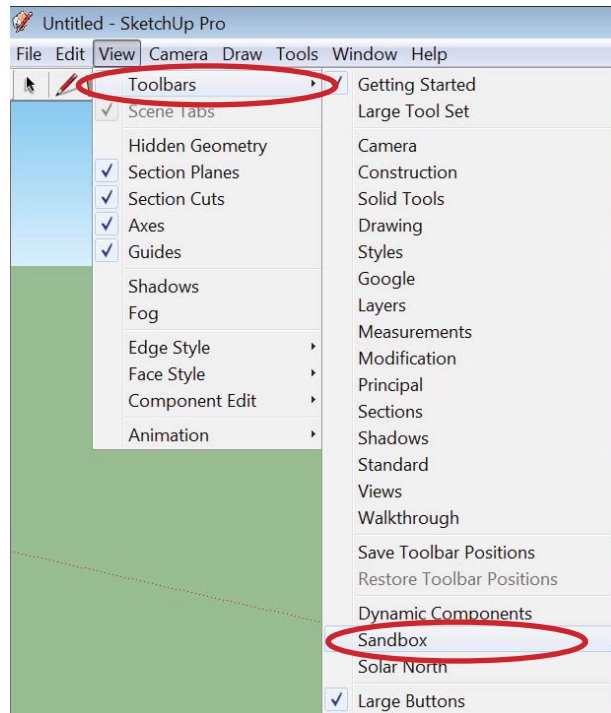 Untitled - SketchUp Pro
File Edit View Camera Draw Tools Window Help
Toolbars
Scene Tabs
Hidden Geometry
Section Planes
Section Cuts
Axes
Guides
Shadows
Fog
Edge Style
Face Style
Component Edit
Animation
Getting Started
Large Tool Set
Camera
Construction
Solid Tools
Drawing
Styles
Google
Layers
Measurements
Modification
Principal
Sections
Shadows
Standard
Views
Walkthrough
Save Toolbar Positions
Restore Toolbar Positions
Dynamic Components
Sandbox
Solar North
Large Buttons